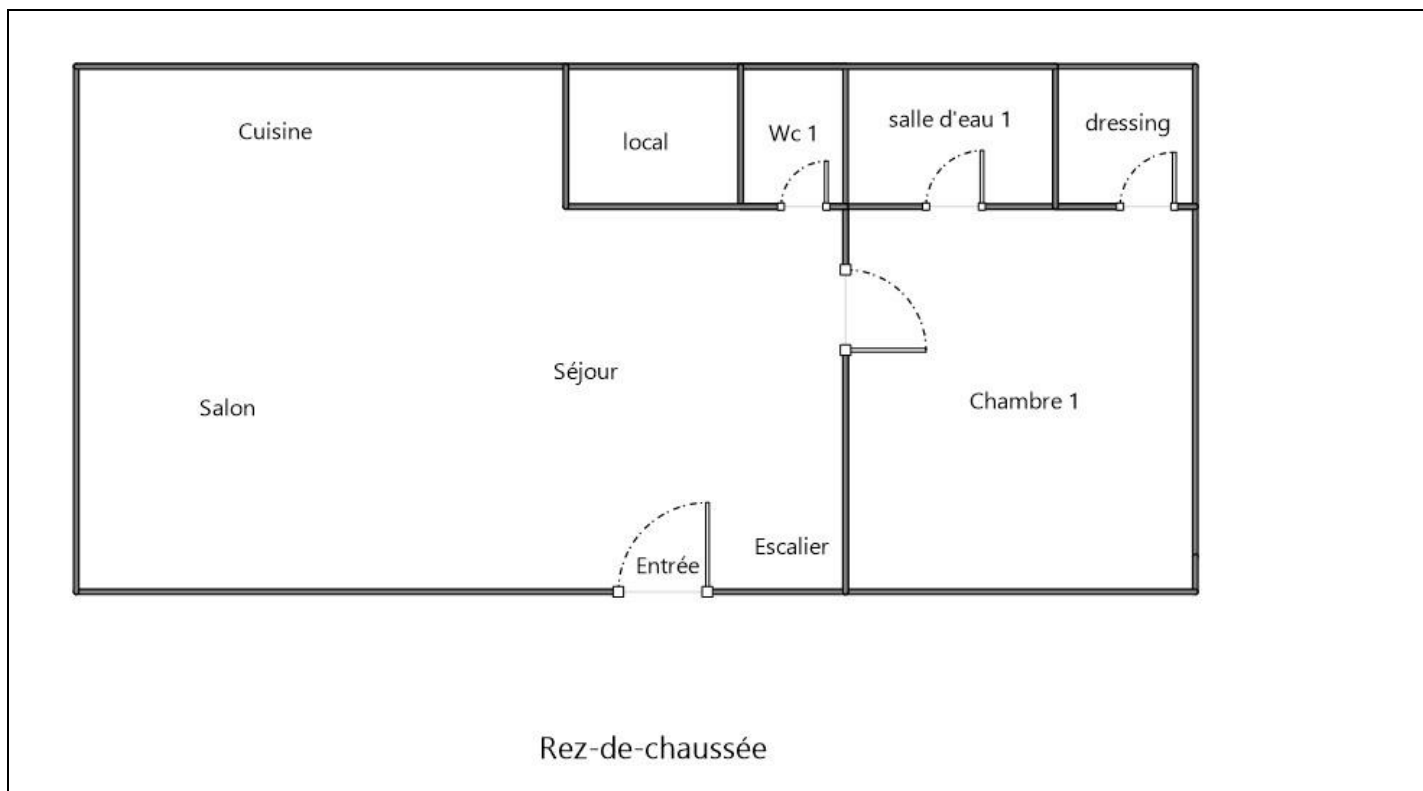 Cuisine
local
Wc 1
salle d'eau 1
dressing
Séjour
Salon
Chambre 1
Entrée
Escalier
Rez-de-chaussée